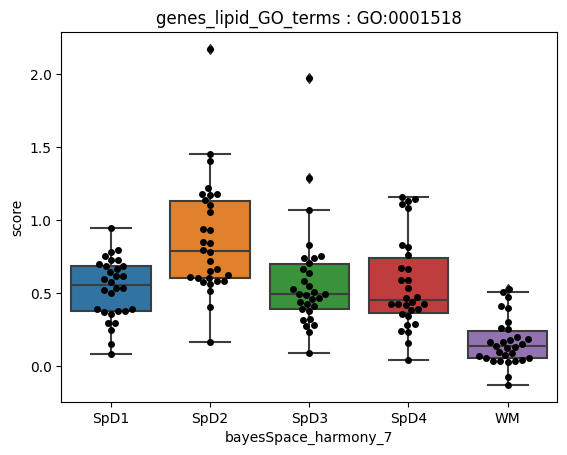 genes_lipid_GO_terms : GO:0001518
score
2.0
1.5
1.0
0.5
0.0
SpD1 SpD2 SpD3 SpD4 WM
bayesSpace_harmony_7